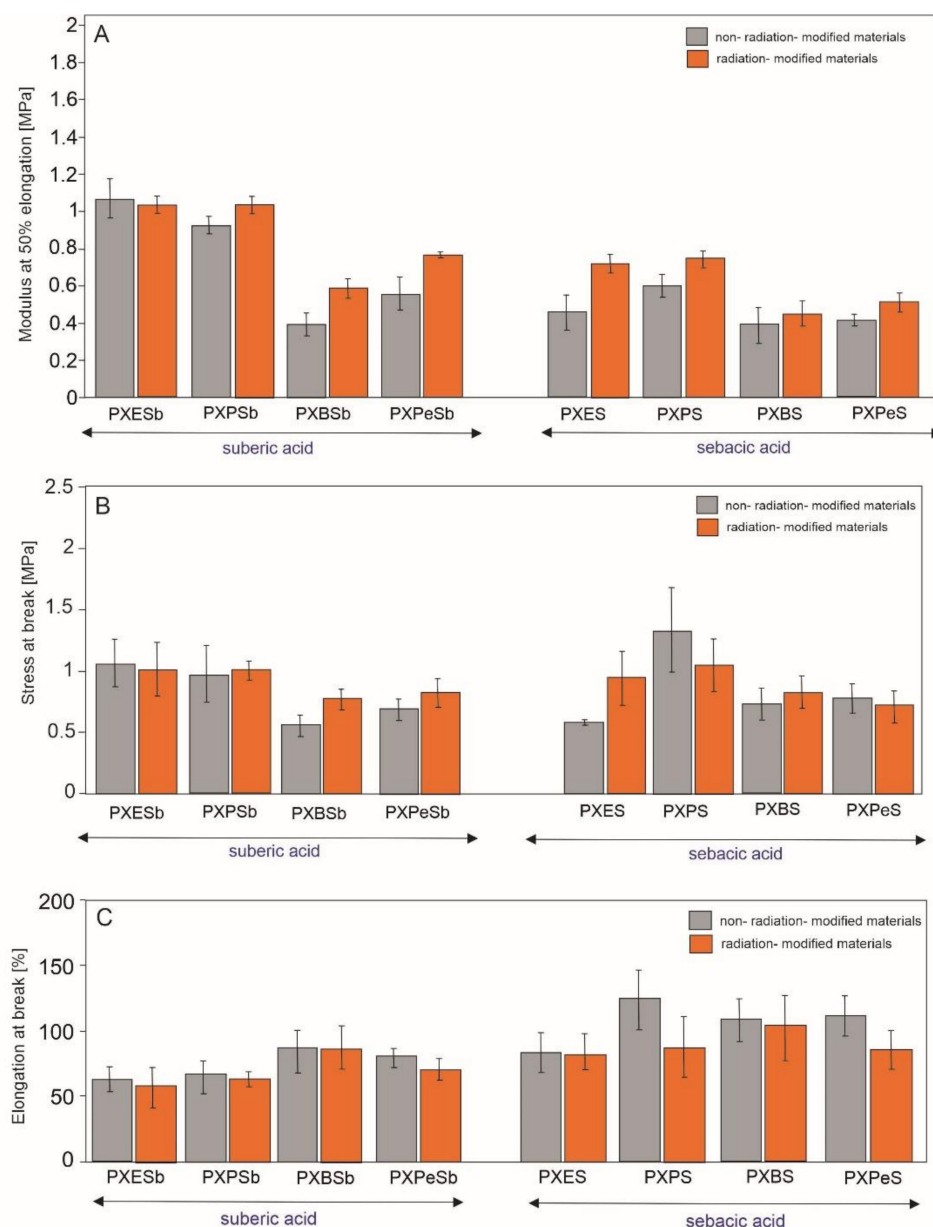 A
non- radiation- modified materials
radiation- modified materials
Modulus at 50% elongation [MPa]
2
1.8
1.6
1.4
1.2
1
0.8
0.6
0.4
0.2
0
PXESb PXPSb PXBSb PXPeSb PXES PXPS PXBS PXPeS
suberic acid sebacic acid
B
non- radiation- modified materials
radiation- modified materials
Stress at break [MPa]
2.5
2
1.5
1
0.5
0
PXESb PXPSb PXBSb PXPeSb PXES PXPS PXBS PXPeS
suberic acid sebacic acid
C
non- radiation- modified materials
radiation- modified materials
Elongation at break [%]
200
150
100
50
0
PXESb PXPSb PXBSb PXPeSb PXES PXPS PXBS PXPeS
suberic acid sebacic acid